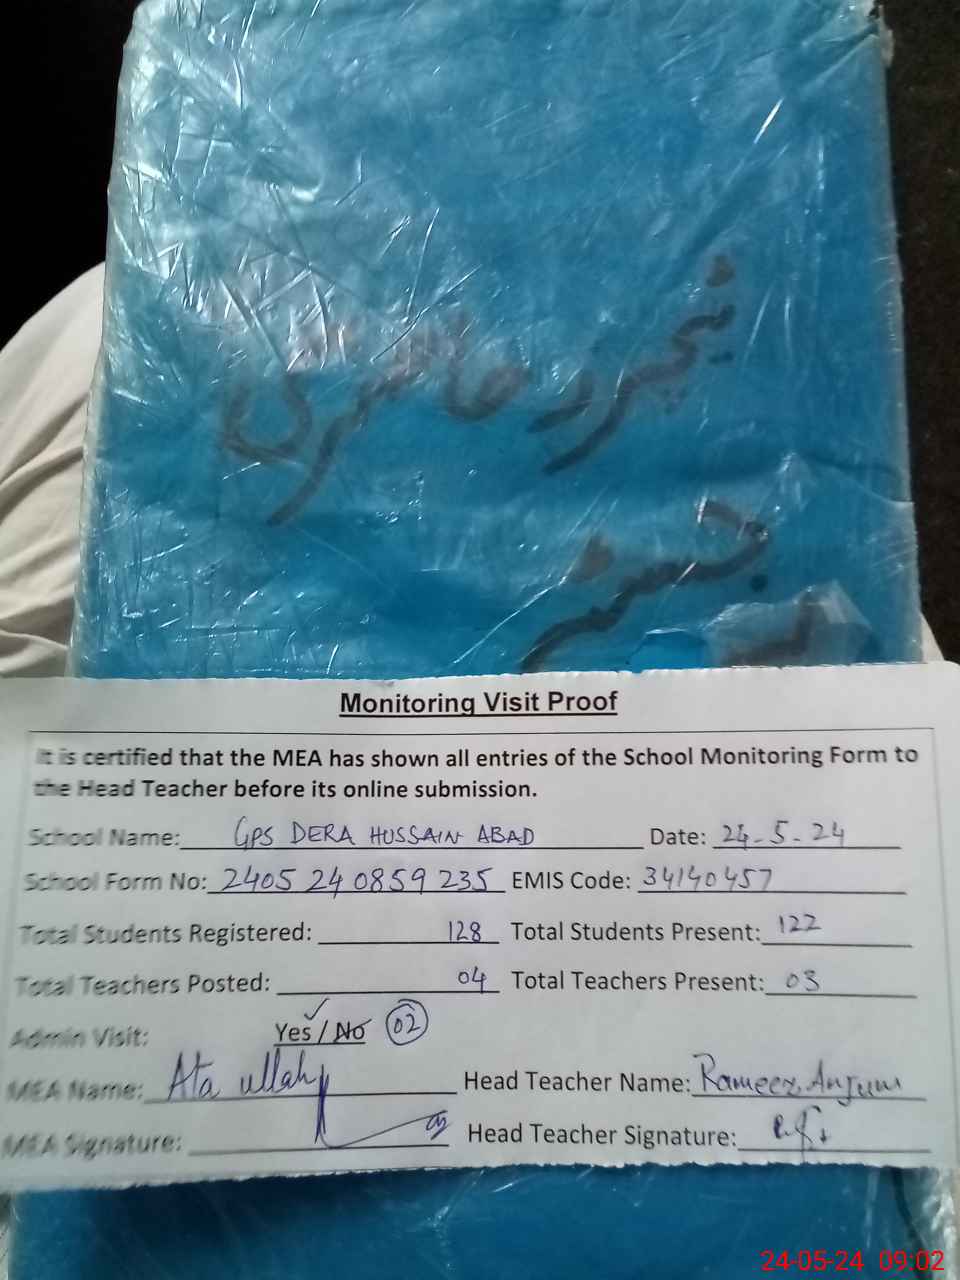 ٹیچرز حاضری
رجسٹر
Monitoring Visit Proof
It is certified that the MEA has shown all entries of the School Monitoring Form to
the Head Teacher before its online submission.
School Name: GPS DERA HUSSAIN ABAD Date: 24-5-24
School Form No: 2405 24 0859 235 EMIS Code: 34140457
Total Students Registered: 128 Total Students Present: 122
Total Teachers Posted: 04 Total Teachers Present: 03
Admin Visit: Yes / No 02
MEA Name: Ata ullah Head Teacher Name: Rameez Anjum
MEA Signature: Head Teacher Signature:
24-05-24 09:02